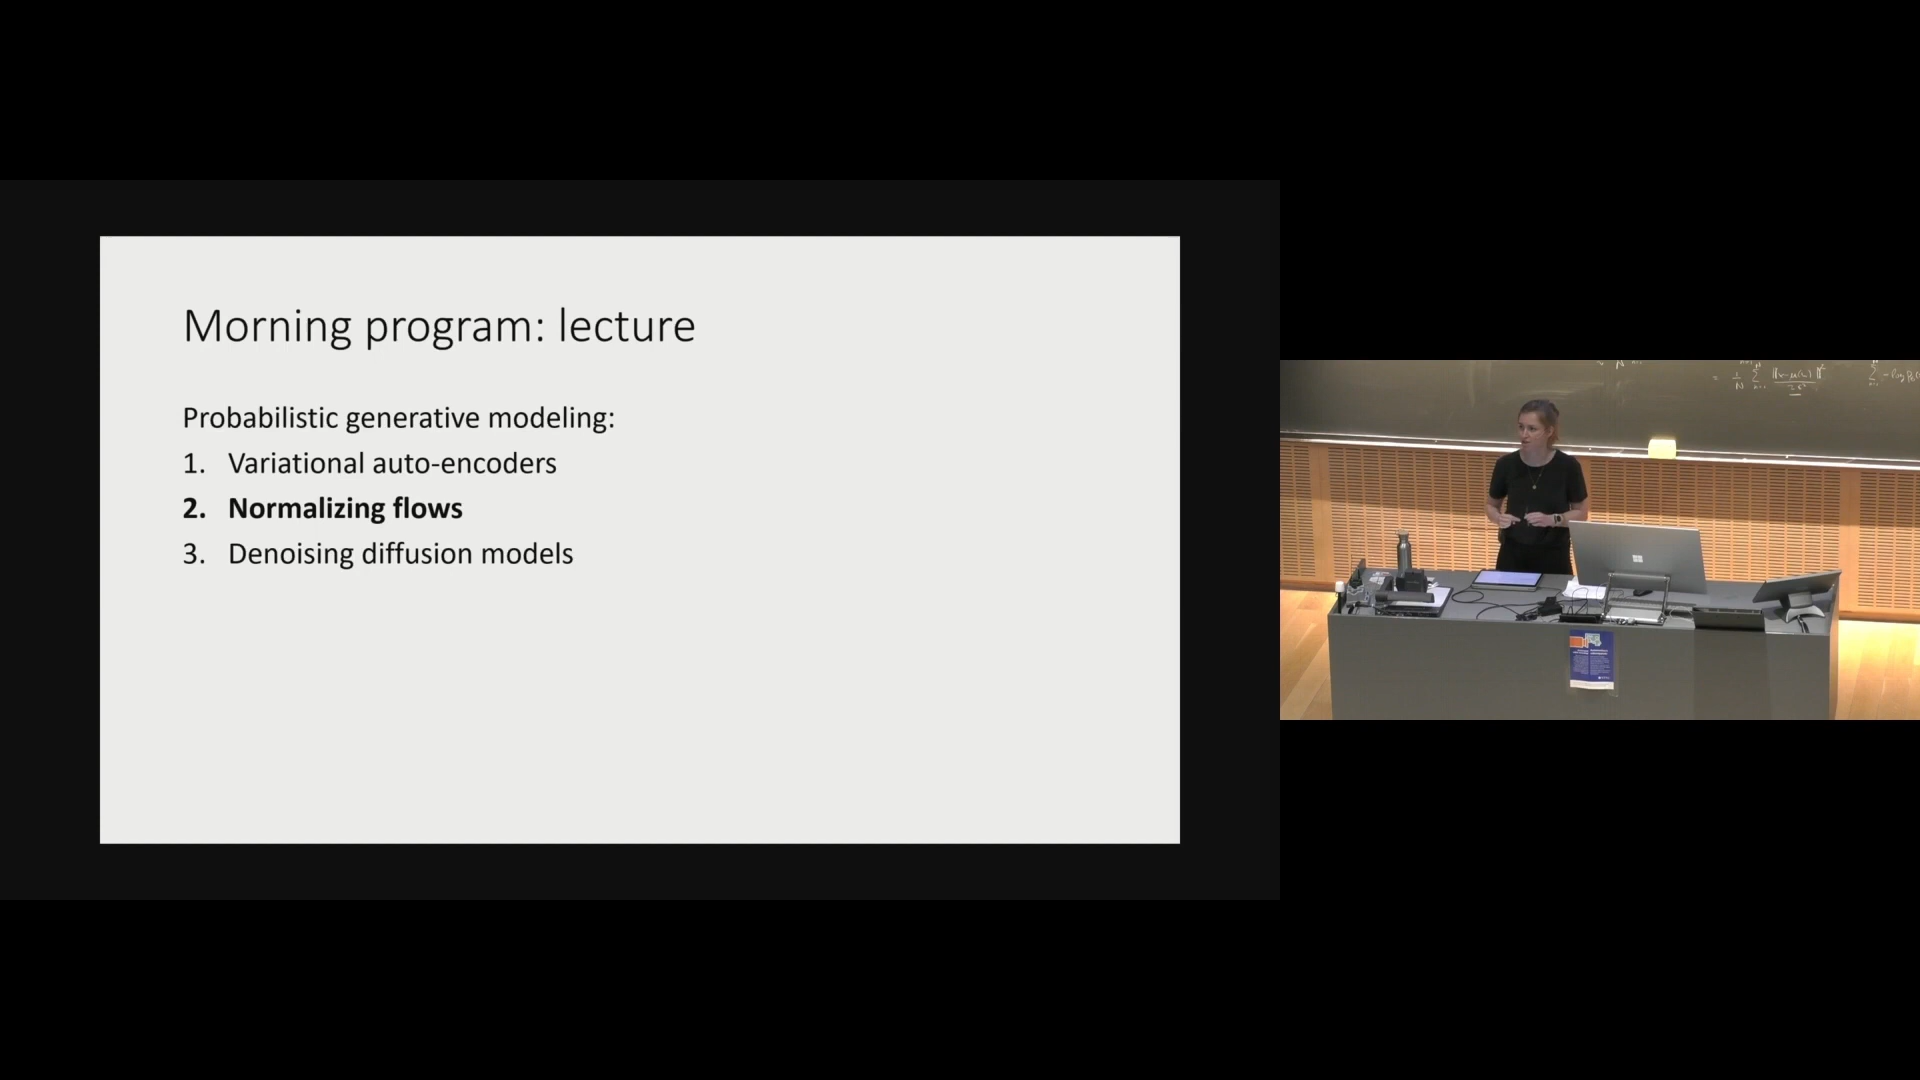 Morning program: lecture
Probabilistic generative modeling:
1. Variational auto-encoders
2. Normalizing flows
3. Denoising diffusion models